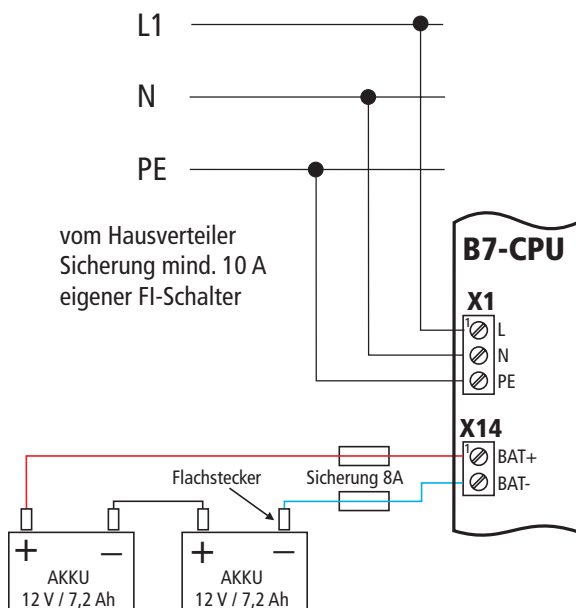 L1
N
PE
vom Hausverteiler
Sicherung mind. 10 A
eigener FI-Schalter
B7-CPU
X1
1
L
N
PE
X14
1
BAT+
BAT-
Flachstecker
Sicherung 8A
+ –
AKKU
12 V / 7,2 Ah
+ –
AKKU
12 V / 7,2 Ah